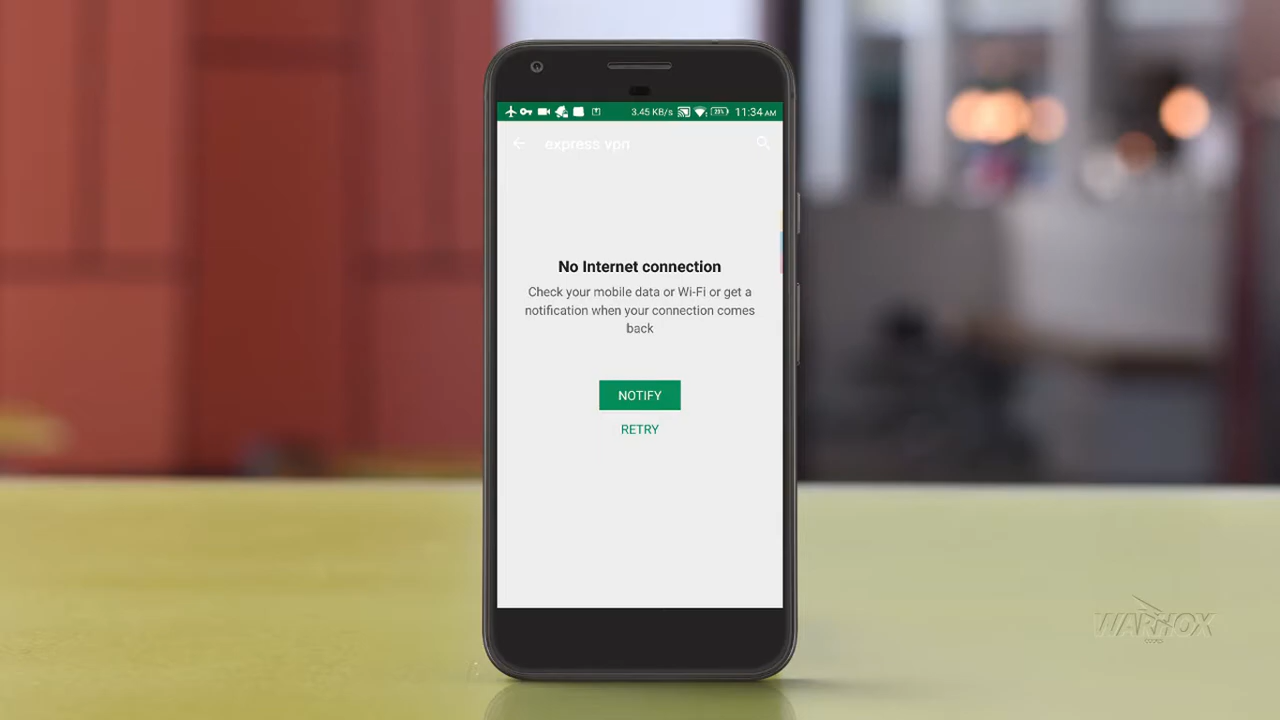 3.45 KB/s 11:34 AM
express vpn
No Internet connection
Check your mobile data or Wi-Fi or get a
notification when your connection comes
back
NOTIFY
RETRY
WARHOX